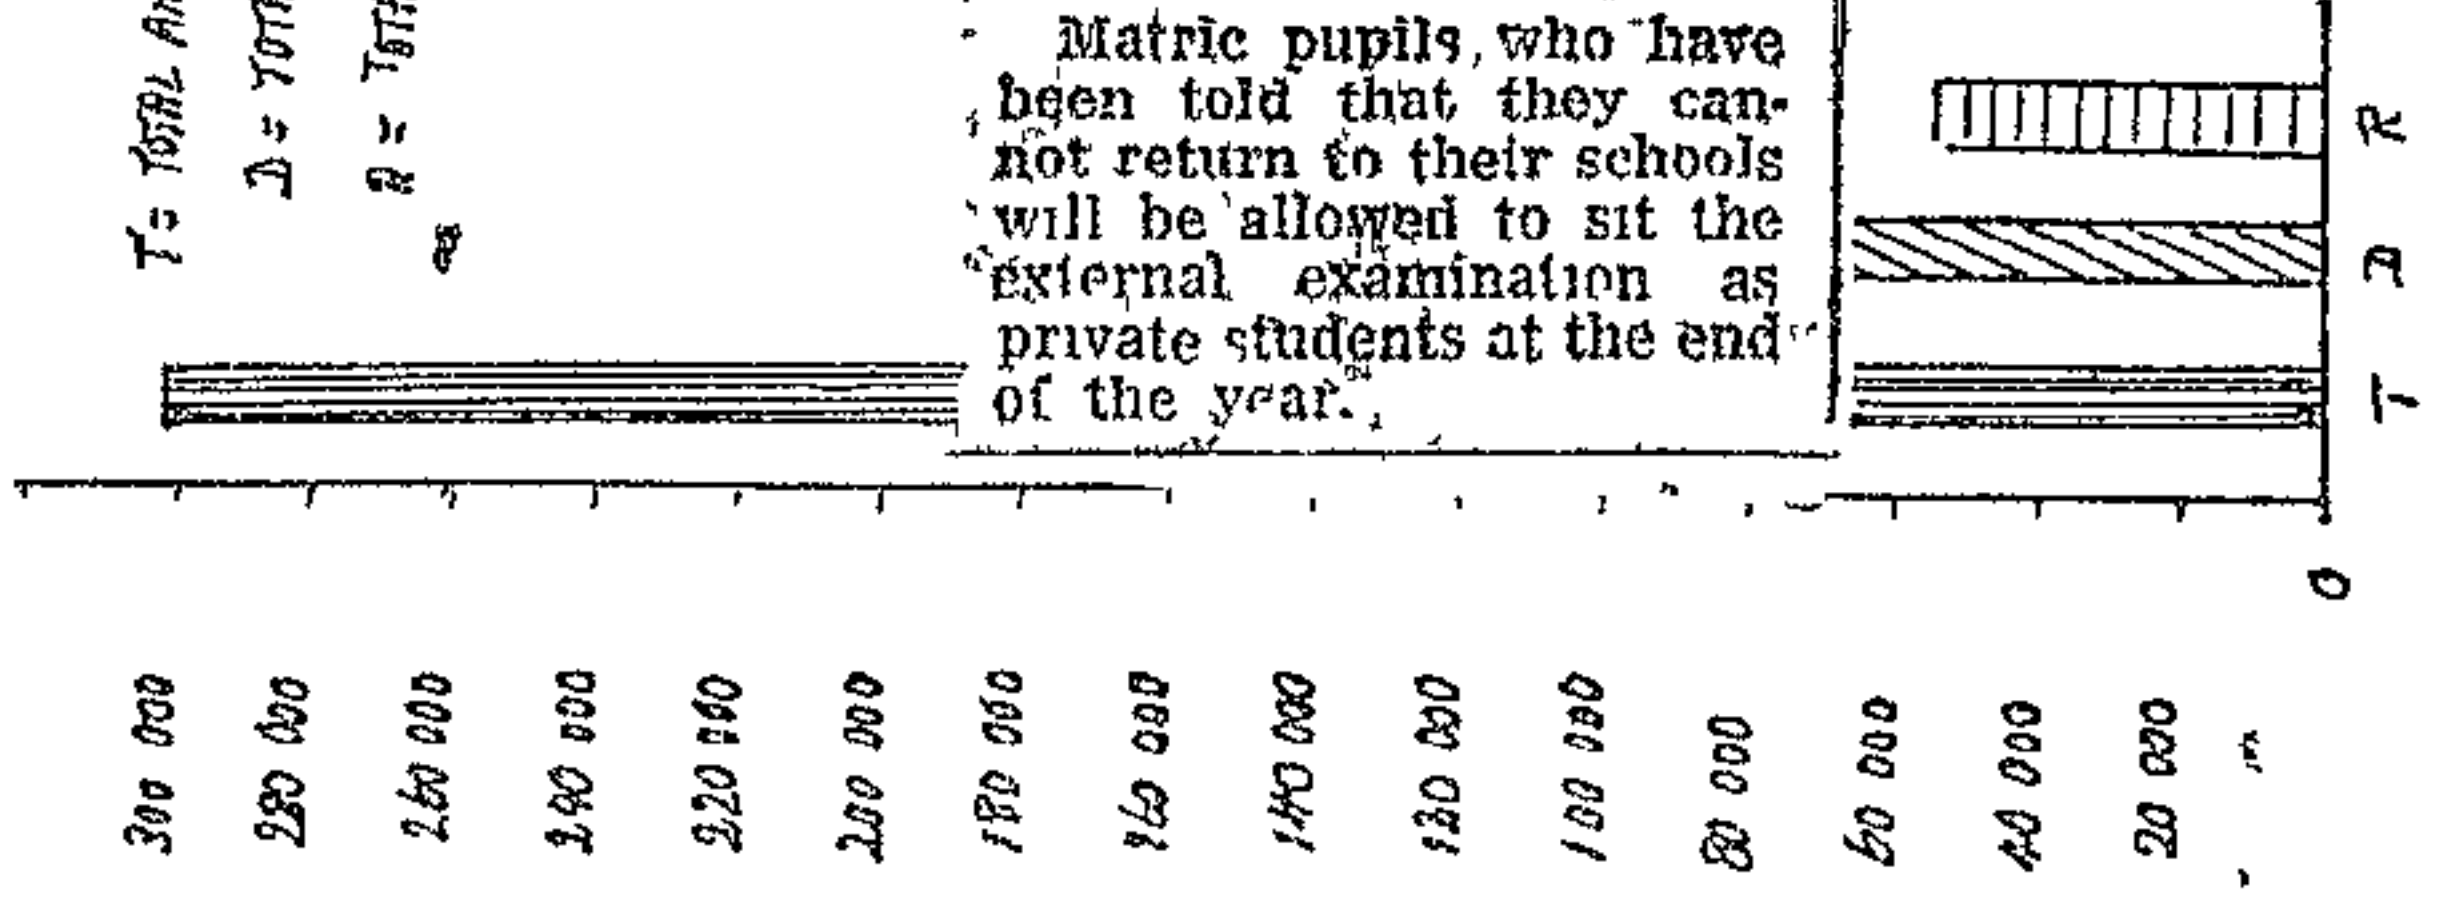 T = TOTAL
D = TOT
R = TOT
Matric pupils, who have
been told that they can-
not return to their schools
will be allowed to sit the
external examination as
private students at the end
of the year.
R
D
T
0
300 000
280 000
260 000
240 000
220 000
200 000
180 000
160 000
140 000
120 000
100 000
80 000
60 000
40 000
20 000